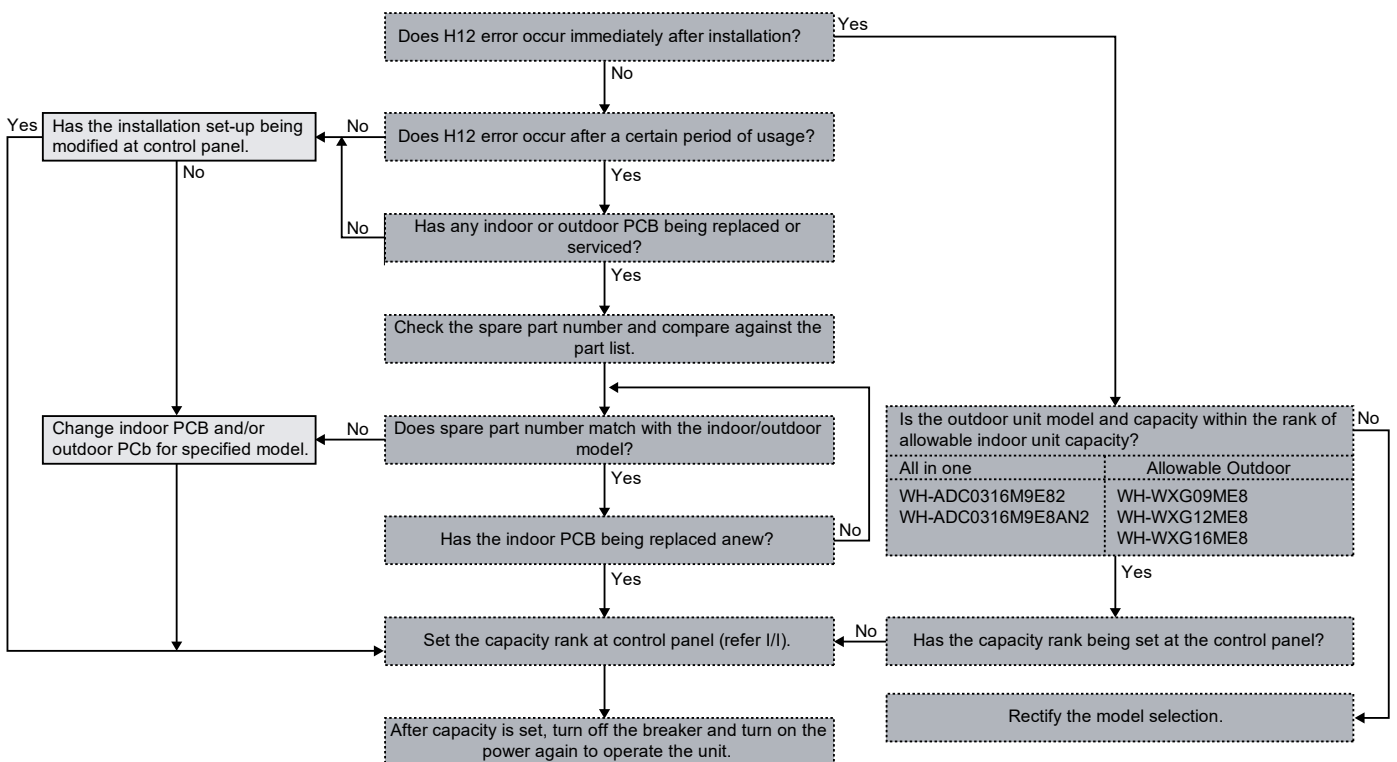 Does H12 error occur immediately after installation?
Yes
No
Yes
Has the installation set-up being
modified at control panel.
No
Does H12 error occur after a certain period of usage?
No
Yes
No
Has any indoor or outdoor PCB being replaced or
serviced?
Yes
Check the spare part number and compare against the
part list.
Change indoor PCB and/or
outdoor PCb for specified model.
No
Does spare part number match with the indoor/outdoor
model?
Yes
Has the indoor PCB being replaced anew?
No
Yes
Is the outdoor unit model and capacity within the rank of
allowable indoor unit capacity?
No
All in one
Allowable Outdoor
WH-ADC0316M9E82
WH-ADC0316M9E8AN2
WH-WXG09ME8
WH-WXG12ME8
WH-WXG16ME8
Yes
Set the capacity rank at control panel (refer I/I).
No
Has the capacity rank being set at the control panel?
Rectify the model selection.
After capacity is set, turn off the breaker and turn on the
power again to operate the unit.